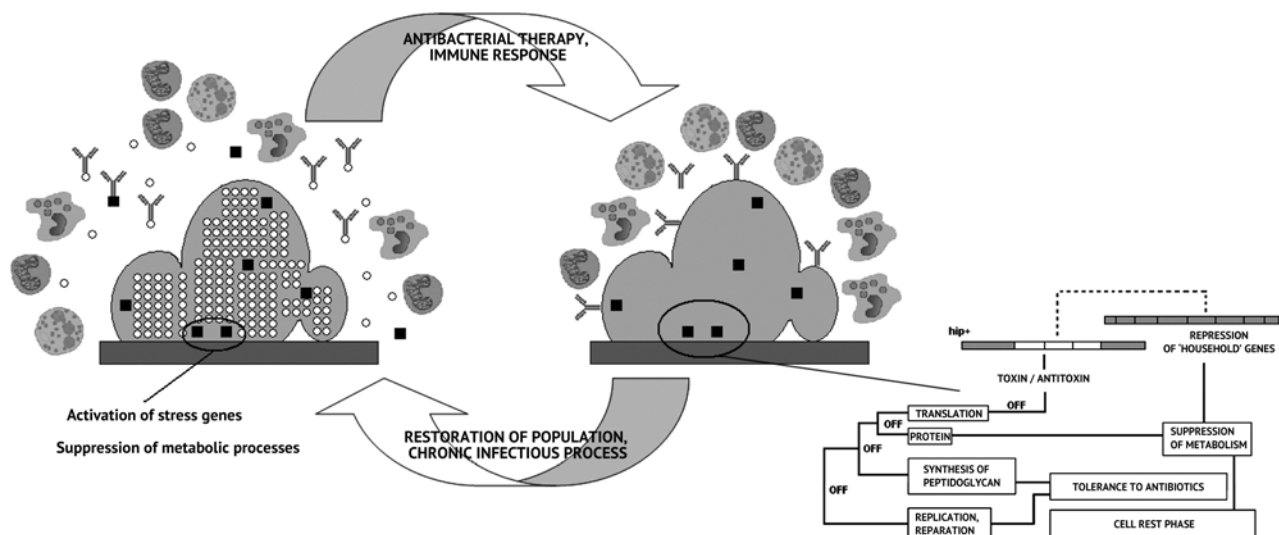 ANTIBACTERIAL THERAPY,
IMMUNE RESPONSE
Activation of stress genes
Suppression of metabolic processes
RESTORATION OF POPULATION,
CHRONIC INFECTIOUS PROCESS
hip+
REPRESSION
OF 'HOUSEHOLD' GENES
TOXIN / ANTITOXIN
OFF
TRANSLATION
OFF
PROTEIN
SUPPRESSION
OF METABOLISM
OFF
SYNTHESIS OF
PEPTIDOGLYCAN
TOLERANCE TO ANTIBIOTICS
OFF
REPLICATION,
REPARATION
CELL REST PHASE